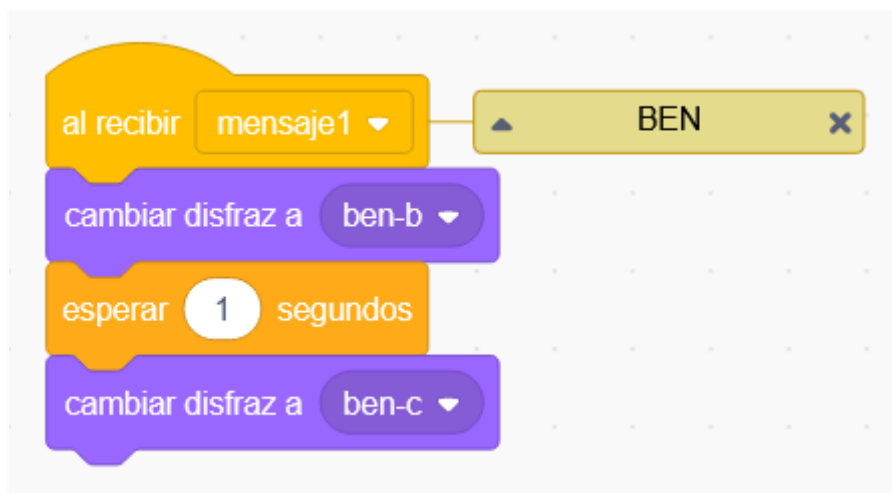 al recibir mensaje1 BEN
cambiar disfraz a ben-b
esperar 1 segundos
cambiar disfraz a ben-c